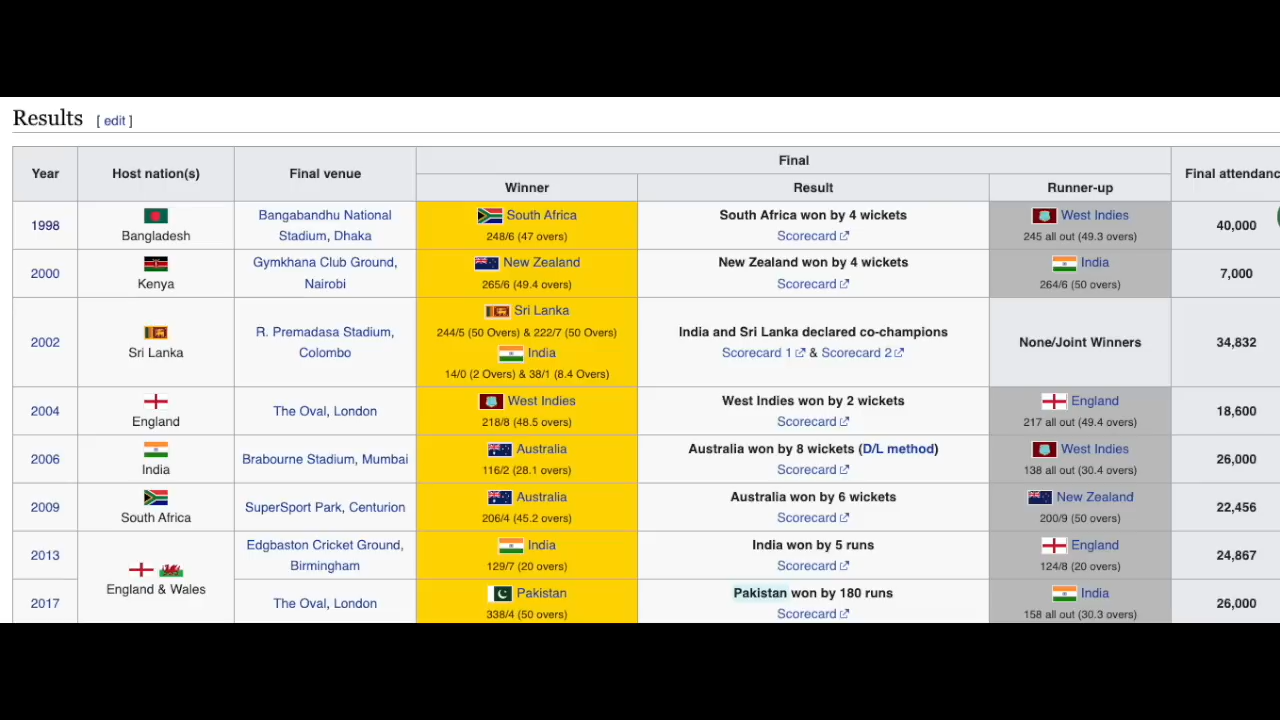 Results [ edit ]
Final
Year Host nation(s) Final venue Final attendanc
Winner Result Runner-up
1998 Bangladesh Bangabandhu National
Stadium, Dhaka South Africa
248/6 (47 overs) South Africa won by 4 wickets
Scorecard West Indies
245 all out (49.3 overs) 40,000
2000 Kenya Gymkhana Club Ground,
Nairobi New Zealand
265/6 (49.4 overs) New Zealand won by 4 wickets
Scorecard India
264/6 (50 overs) 7,000
2002 Sri Lanka R. Premadasa Stadium,
Colombo Sri Lanka
244/5 (50 Overs) & 222/7 (50 Overs)
India
14/0 (2 Overs) & 38/1 (8.4 Overs) India and Sri Lanka declared co-champions
Scorecard 1 & Scorecard 2 None/Joint Winners 34,832
2004 England The Oval, London West Indies
218/8 (48.5 overs) West Indies won by 2 wickets
Scorecard England
217 all out (49.4 overs) 18,600
2006 India Brabourne Stadium, Mumbai Australia
116/2 (28.1 overs) Australia won by 8 wickets (D/L method)
Scorecard West Indies
138 all out (30.4 overs) 26,000
2009 South Africa SuperSport Park, Centurion Australia
206/4 (45.2 overs) Australia won by 6 wickets
Scorecard New Zealand
200/9 (50 overs) 22,456
2013 England & Wales Edgbaston Cricket Ground,
Birmingham India
129/7 (20 overs) India won by 5 runs
Scorecard England
124/8 (20 overs) 24,867
2017 The Oval, London Pakistan
338/4 (50 overs) Pakistan won by 180 runs
Scorecard India
158 all out (30.3 overs) 26,000